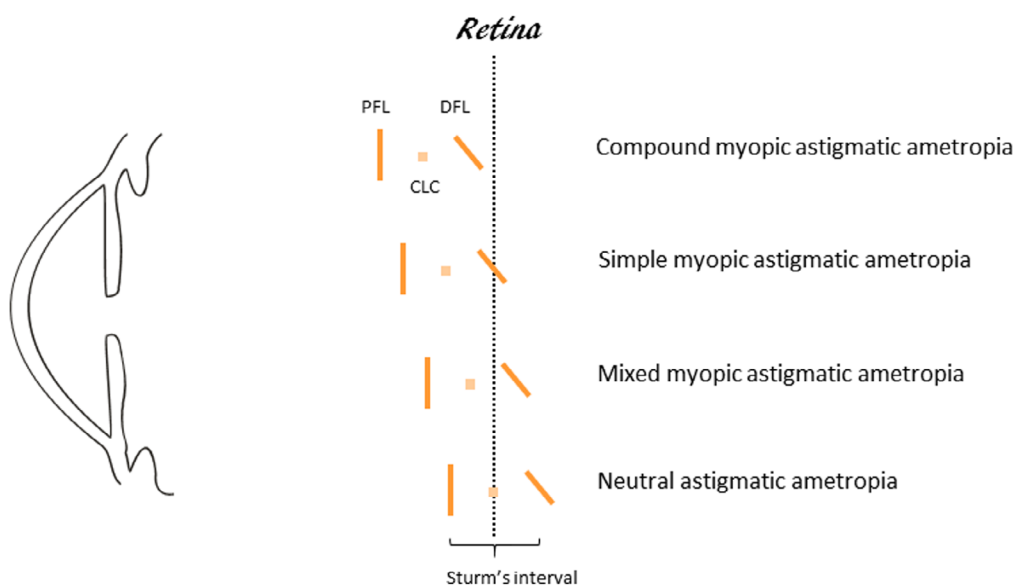 Retina
PFL DFL
Compound myopic astigmatic ametropia
CLC
Simple myopic astigmatic ametropia
Mixed myopic astigmatic ametropia
Neutral astigmatic ametropia
Sturm's interval